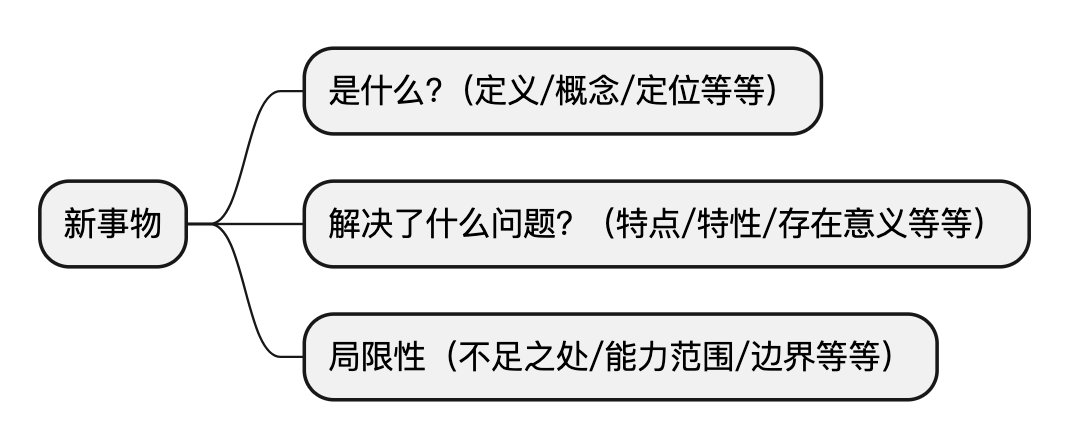 是什么？（定义/概念/定位等等）
新事物
解决了什么问题？（特点/特性/存在意义等等）
局限性（不足之处/能力范围/边界等等）